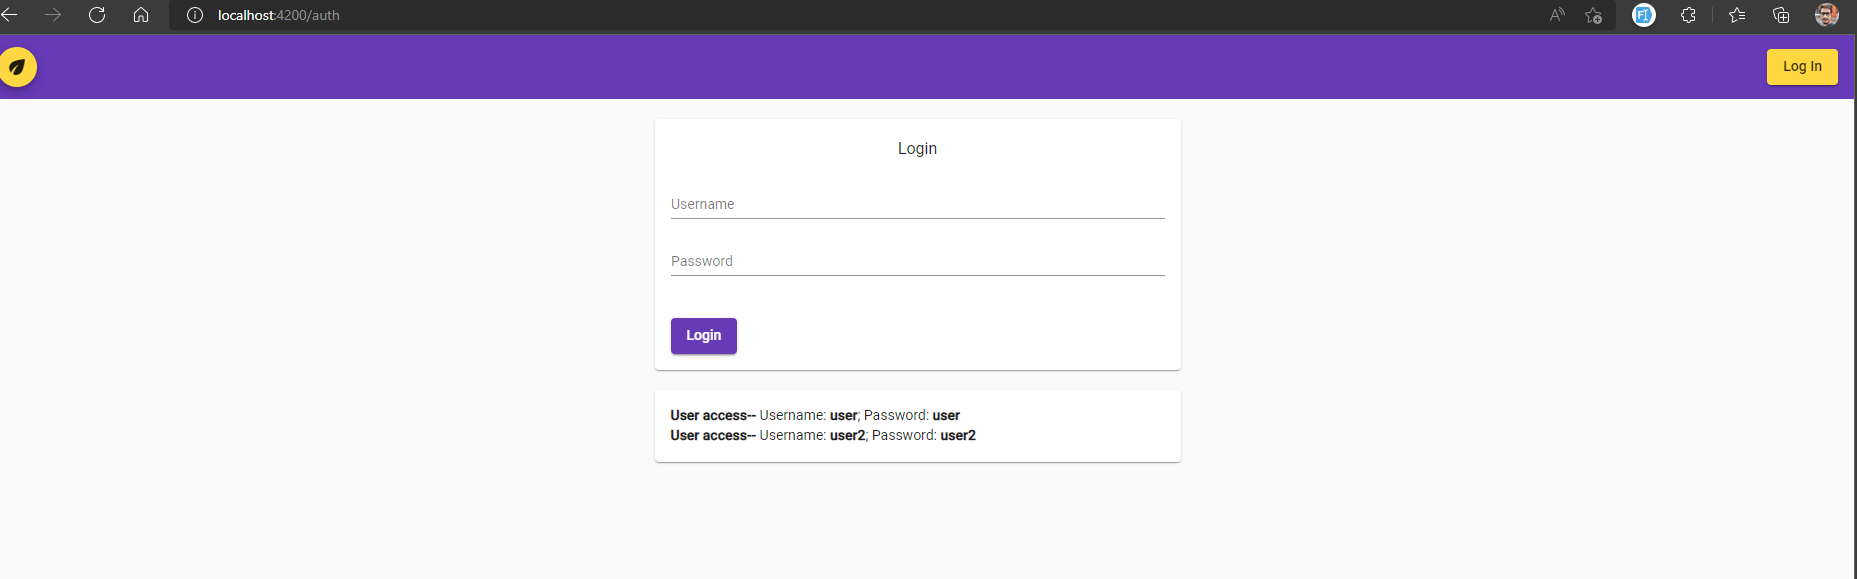 localhost:4200/auth
Log In
Login
Username
Password
Login
User access-- Username: user; Password: user
User access-- Username: user2; Password: user2